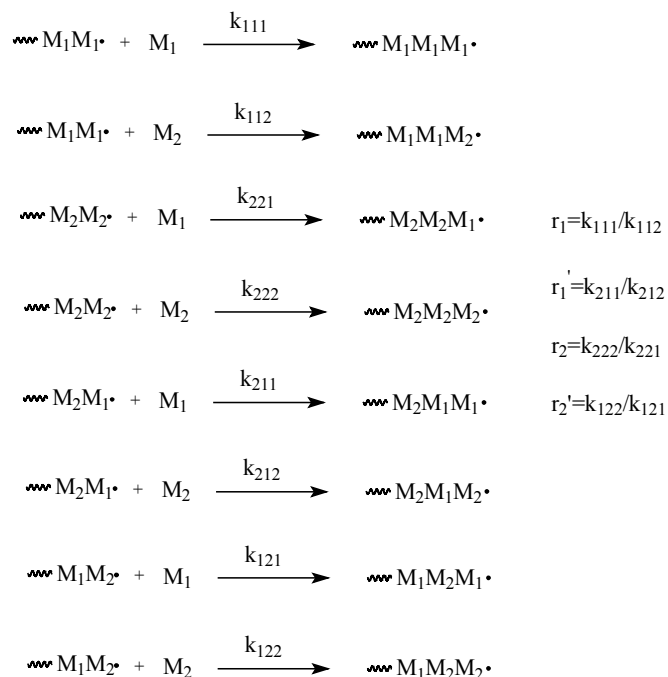 k₁₁₁
M₁M₁• + M₁ M₁M₁M₁•
k₁₁₂
M₁M₁• + M₂ M₁M₁M₂•
k₂₂₁
M₂M₂• + M₁ M₂M₂M₁• r₁=k₁₁₁/k₁₁₂
k₂₂₂ r₁'=k₂₁₁/k₂₁₂
M₂M₂• + M₂ M₂M₂M₂•
r₂=k₂₂₂/k₂₂₁
k₂₁₁
M₂M₁• + M₁ M₂M₁M₁• r₂'=k₁₂₂/k₁₂₁
k₂₁₂
M₂M₁• + M₂ M₂M₁M₂•
k₁₂₁
M₁M₂• + M₁ M₁M₂M₁•
k₁₂₂
M₁M₂• + M₂ M₁M₂M₂•